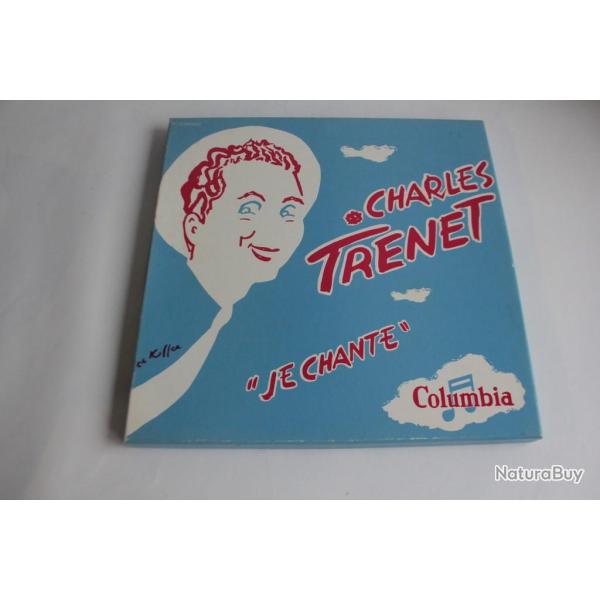 CHARLES
TRENET
"JE CHANTE"
Columbia
NaturaBuy